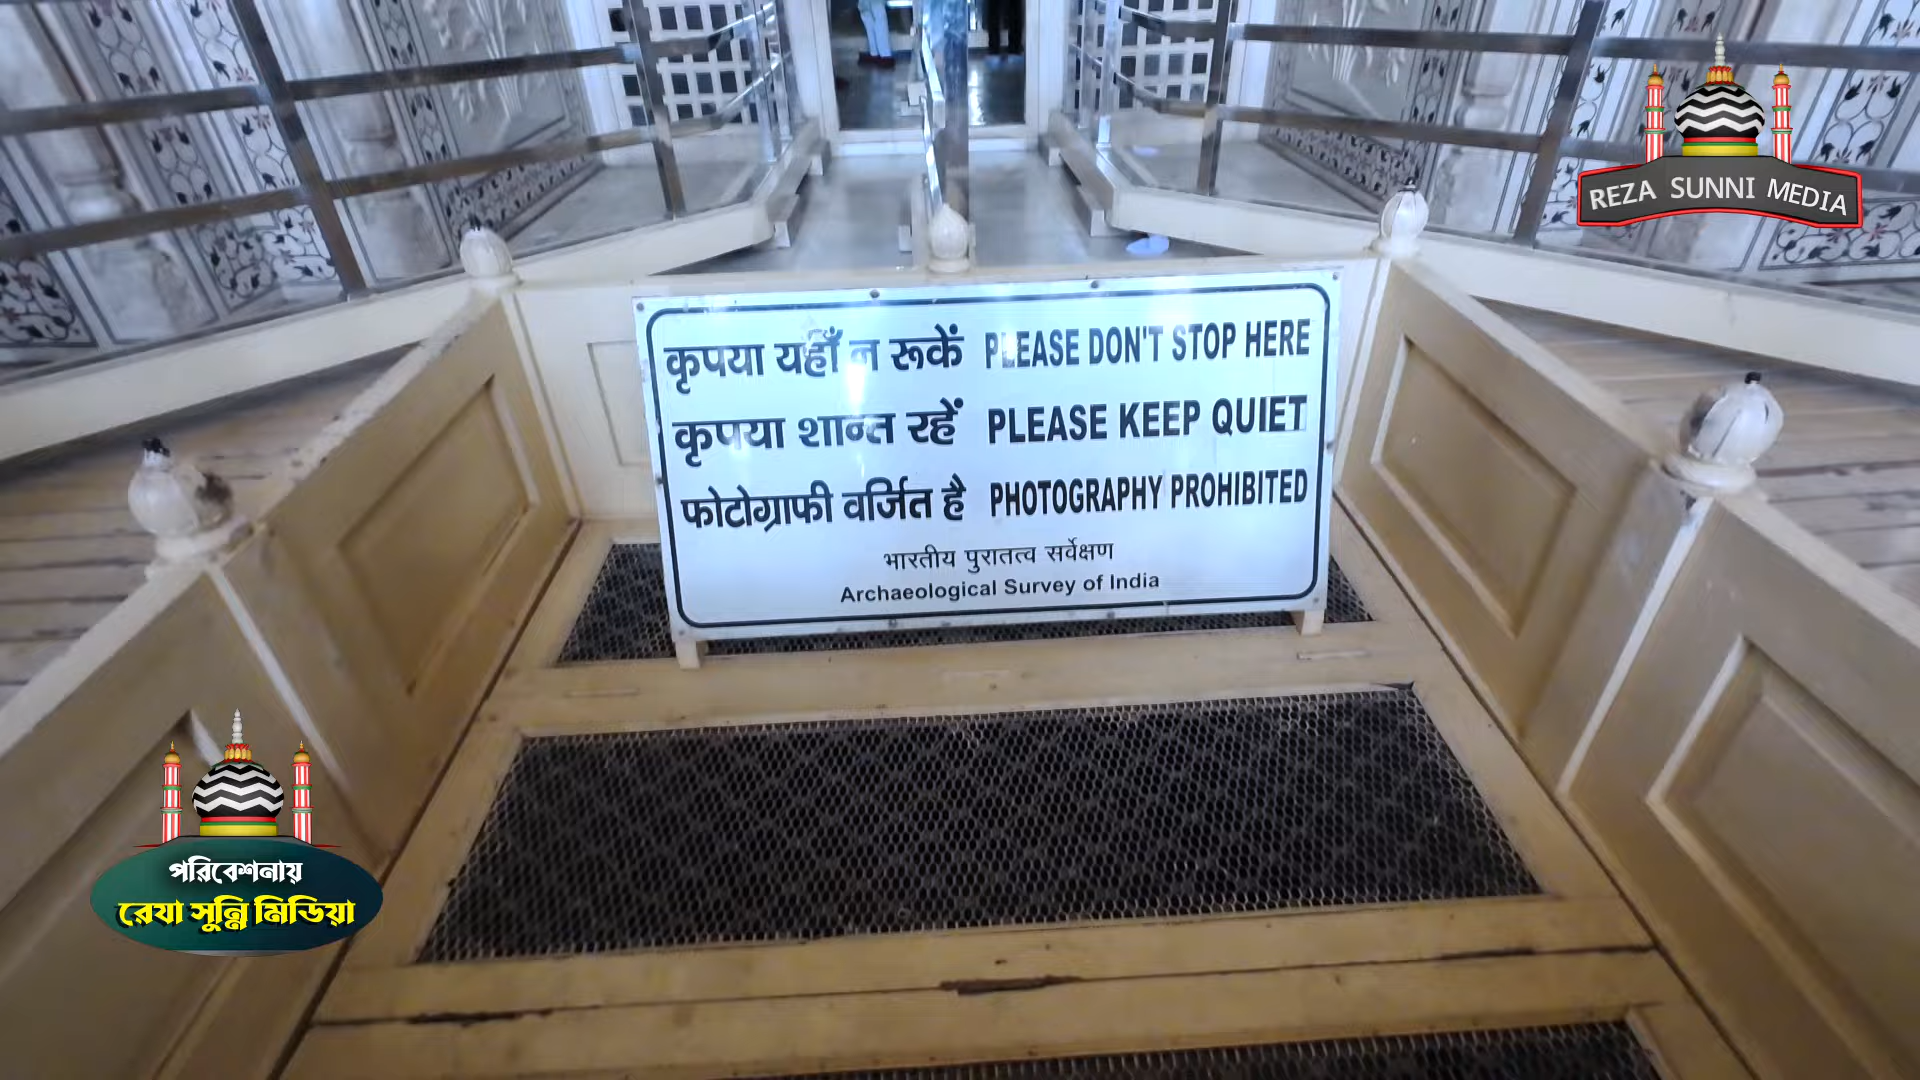 REZA SUNNI MEDIA
कृपया यहाँ न रूकें PLEASE DON'T STOP HERE
कृपया शान्त रहें PLEASE KEEP QUIET
फोटोग्राफी वर्जित है PHOTOGRAPHY PROHIBITED
भारतीय पुरातत्व सर्वेक्षण
Archaeological Survey of India
পরিবেশনায়
রেযা সুন্নি মিডিয়া